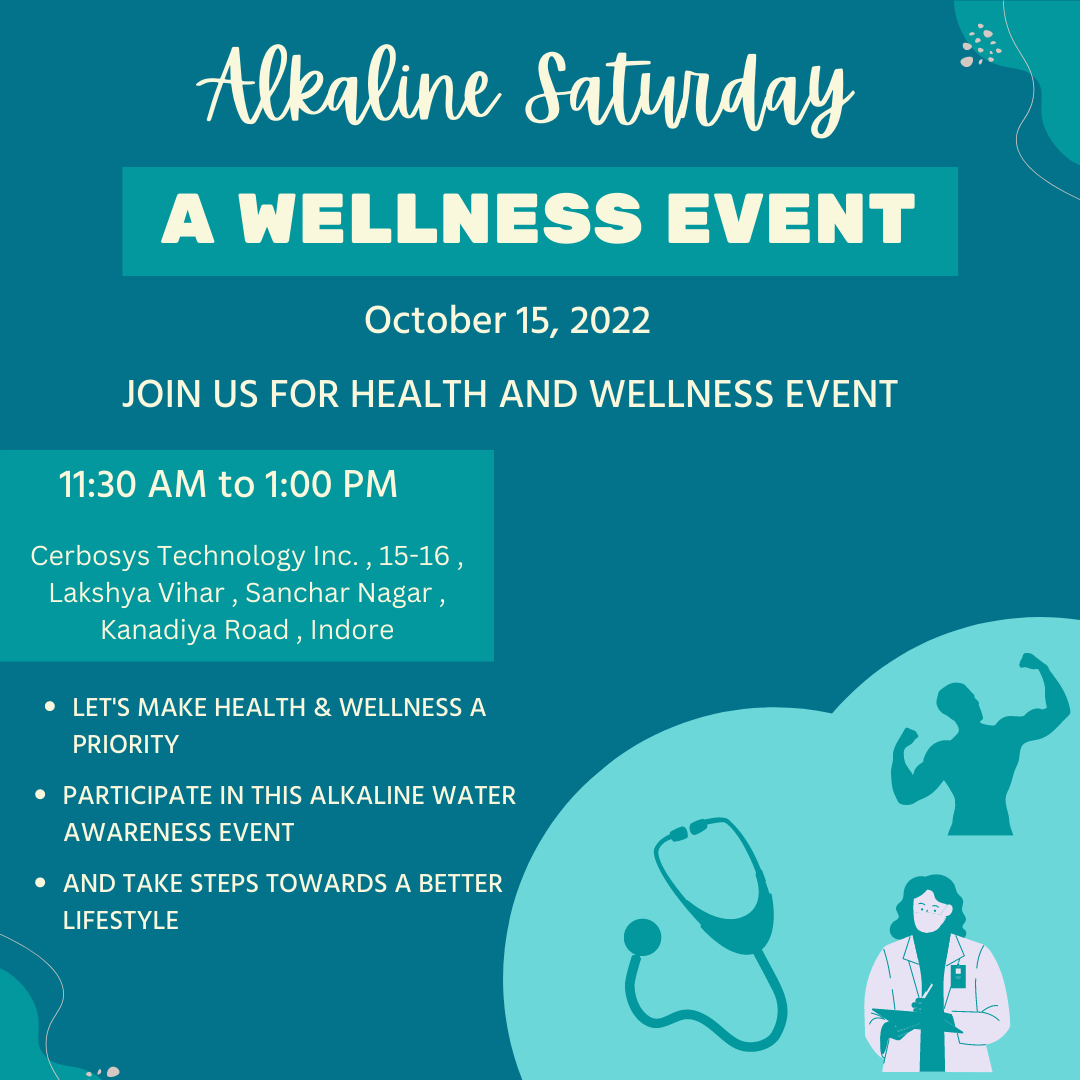 Alkaline Saturday
A WELLNESS EVENT
October 15, 2022
JOIN US FOR HEALTH AND WELLNESS EVENT
11:30 AM to 1:00 PM
Cerbosys Technology Inc. , 15-16 ,
Lakshya Vihar , Sanchar Nagar ,
Kanadiya Road , Indore
• LET'S MAKE HEALTH & WELLNESS A
PRIORITY
• PARTICIPATE IN THIS ALKALINE WATER
AWARENESS EVENT
• AND TAKE STEPS TOWARDS A BETTER
LIFESTYLE